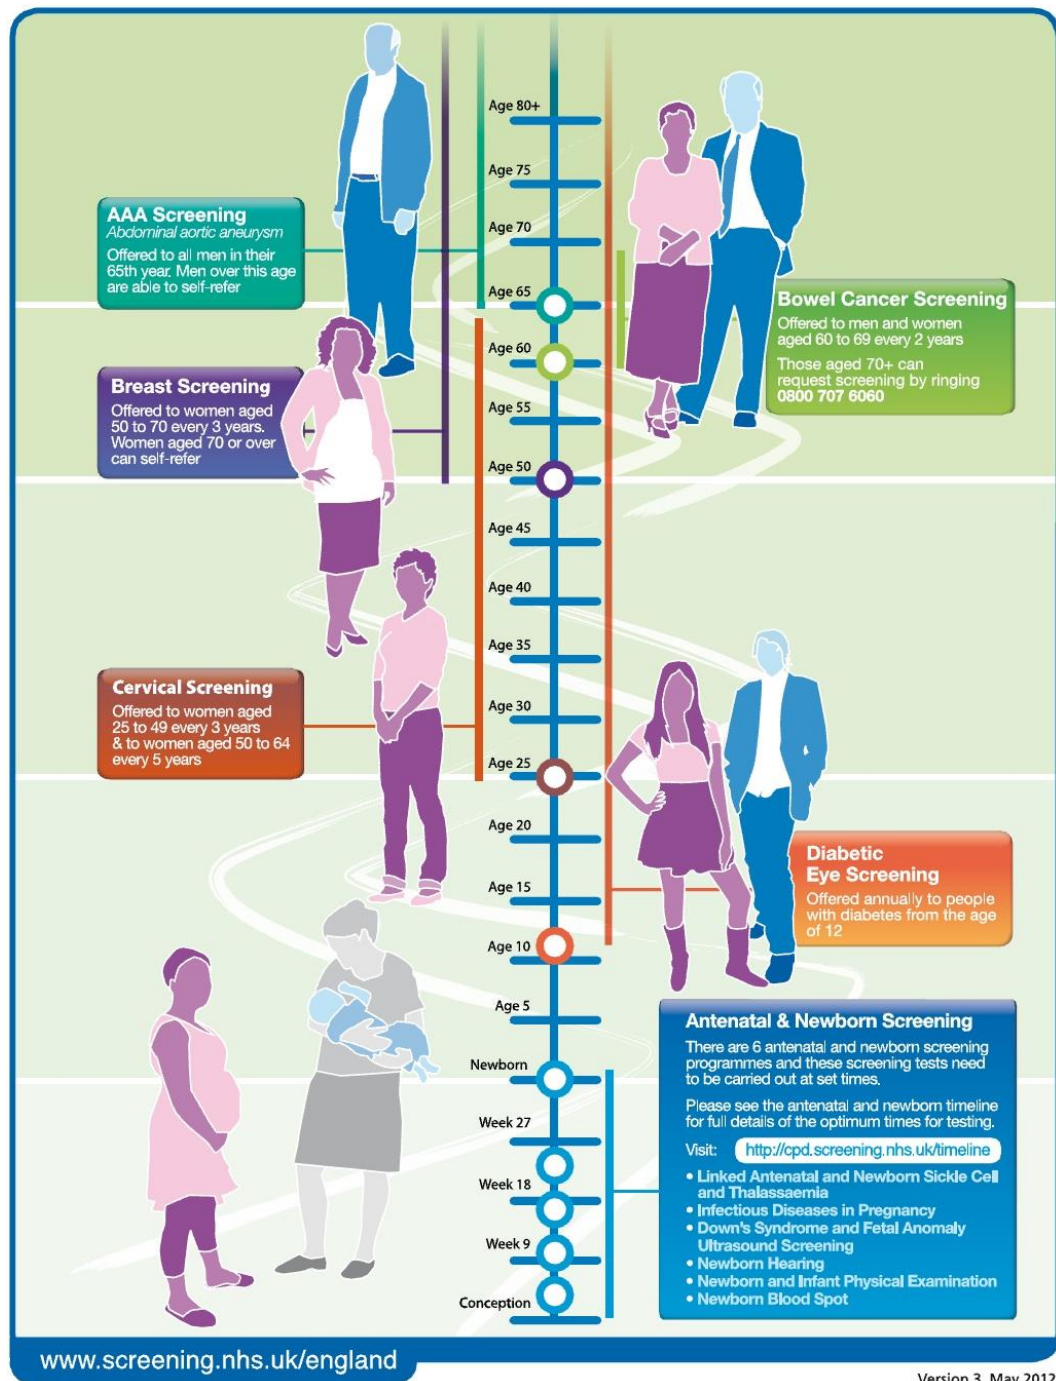 Age 80+
Age 75
Age 70
Age 65
Age 60
Age 55
Age 50
Age 45
Age 40
Age 35
Age 30
Age 25
Age 20
Age 15
Age 10
Age 5
Newborn
Week 27
Week 18
Week 9
Conception
AAA Screening
Abdominal aortic aneurysm
Offered to all men in their
65th year. Men over this age
are able to self-refer
Bowel Cancer Screening
Offered to men and women
aged 60 to 69 every 2 years
Those aged 70+ can
request screening by ringing
0800 707 6060
Breast Screening
Offered to women aged
50 to 70 every 3 years.
Women aged 70 or over
can self-refer
Cervical Screening
Offered to women aged
25 to 49 every 3 years
& to women aged 50 to 64
every 5 years
Diabetic
Eye Screening
Offered annually to people
with diabetes from the age
of 12
Antenatal & Newborn Screening
There are 6 antenatal and newborn screening
programmes and these screening tests need
to be carried out at set times.
Please see the antenatal and newborn timeline
for full details of the optimum times for testing.
Visit: http://cpd.screening.nhs.uk/timeline
• Linked Antenatal and Newborn Sickle Cell
and Thalassaemia
• Infectious Diseases in Pregnancy
• Down's Syndrome and Fetal Anomaly
Ultrasound Screening
• Newborn Hearing
• Newborn and Infant Physical Examination
• Newborn Blood Spot
www.screening.nhs.uk/england
Version 3, May 2012